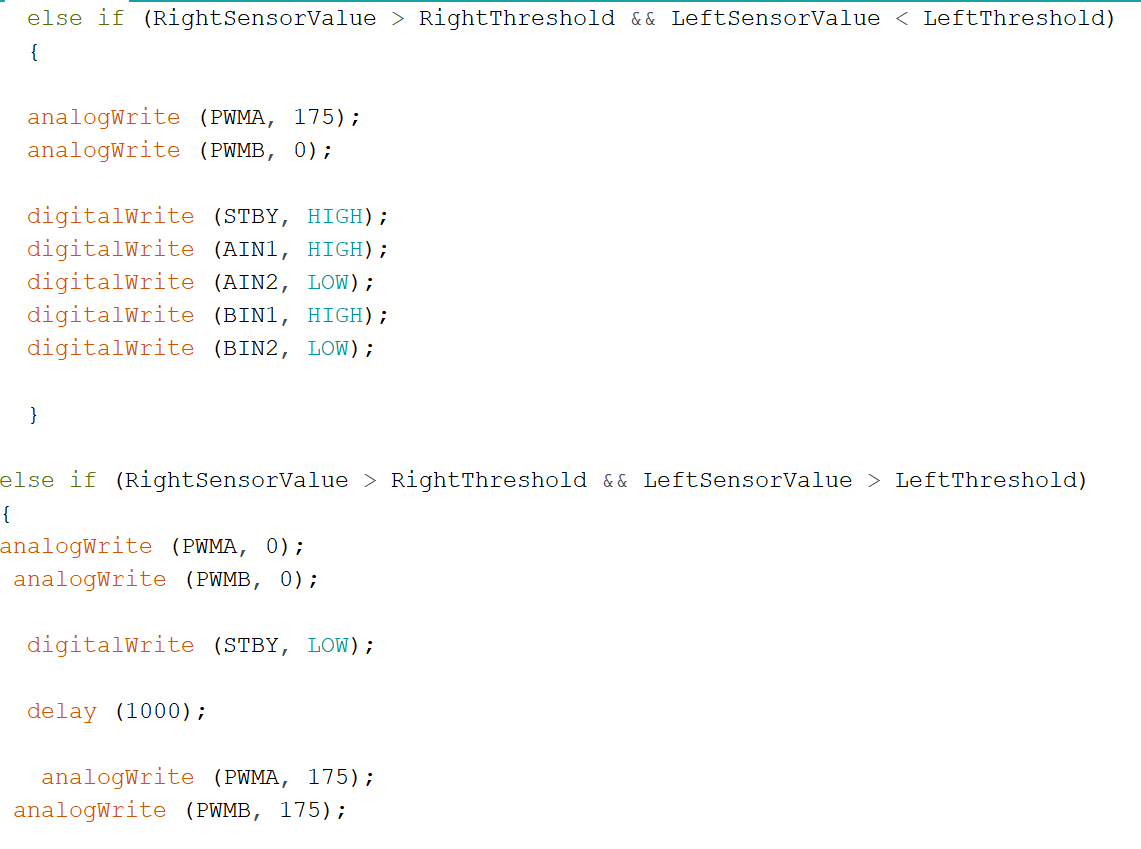 else if (RightSensorValue > RightThreshold && LeftSensorValue < LeftThreshold)
{
analogWrite (PWMA, 175);
analogWrite (PWMB, 0);
digitalWrite (STBY, HIGH);
digitalWrite (AIN1, HIGH);
digitalWrite (AIN2, LOW);
digitalWrite (BIN1, HIGH);
digitalWrite (BIN2, LOW);
}
else if (RightSensorValue > RightThreshold && LeftSensorValue > LeftThreshold)
{
analogWrite (PWMA, 0);
analogWrite (PWMB, 0);
digitalWrite (STBY, LOW);
delay (1000);
analogWrite (PWMA, 175);
analogWrite (PWMB, 175);